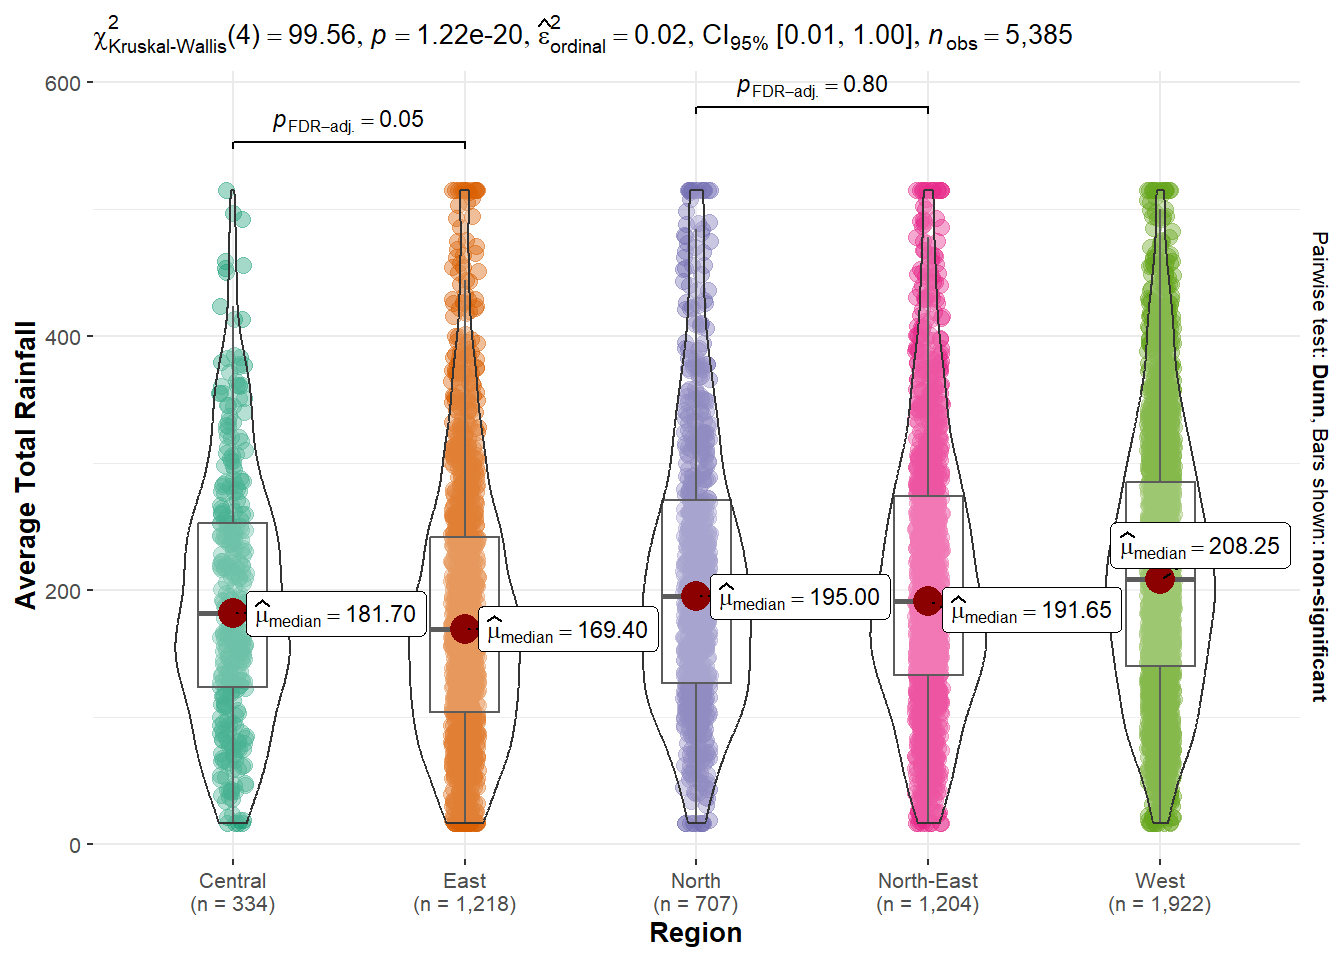 χ²Kruskal-Wallis(4) = 99.56, p = 1.22e-20, ε̂²ordinal = 0.02, CI95% [0.01, 1.00], nobs = 5,385
600
pFDR–adj. = 0.80
pFDR–adj. = 0.05
400
200
0
Average Total Rainfall
μ̂median = 181.70
μ̂median = 169.40
μ̂median = 195.00
μ̂median = 191.65
μ̂median = 208.25
Pairwise test: Dunn, Bars shown: non-significant
Central
(n = 334)
East
(n = 1,218)
North
(n = 707)
North-East
(n = 1,204)
West
(n = 1,922)
Region